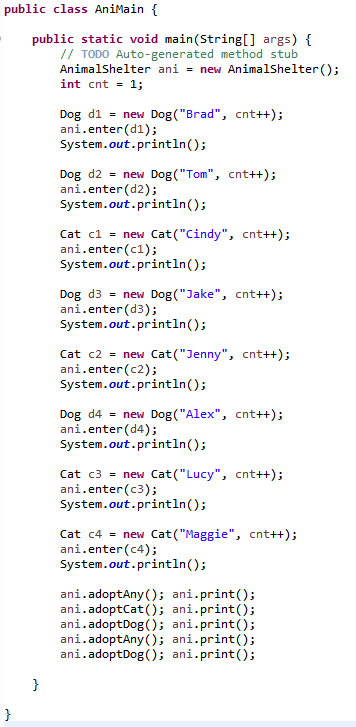 public class AniMain {
public static void main(String[] args) {
// TODO Auto-generated method stub
AnimalShelter ani = new AnimalShelter();
int cnt = 1;
Dog d1 = new Dog("Brad", cnt++);
ani.enter(d1);
System.out.println();
Dog d2 = new Dog("Tom", cnt++);
ani.enter(d2);
System.out.println();
Cat c1 = new Cat("Cindy", cnt++);
ani.enter(c1);
System.out.println();
Dog d3 = new Dog("Jake", cnt++);
ani.enter(d3);
System.out.println();
Cat c2 = new Cat("Jenny", cnt++);
ani.enter(c2);
System.out.println();
Dog d4 = new Dog("Alex", cnt++);
ani.enter(d4);
System.out.println();
Cat c3 = new Cat("Lucy", cnt++);
ani.enter(c3);
System.out.println();
Cat c4 = new Cat("Maggie", cnt++);
ani.enter(c4);
System.out.println();
ani.adoptAny(); ani.print();
ani.adoptCat(); ani.print();
ani.adoptDog(); ani.print();
ani.adoptAny(); ani.print();
ani.adoptDog(); ani.print();
}
}